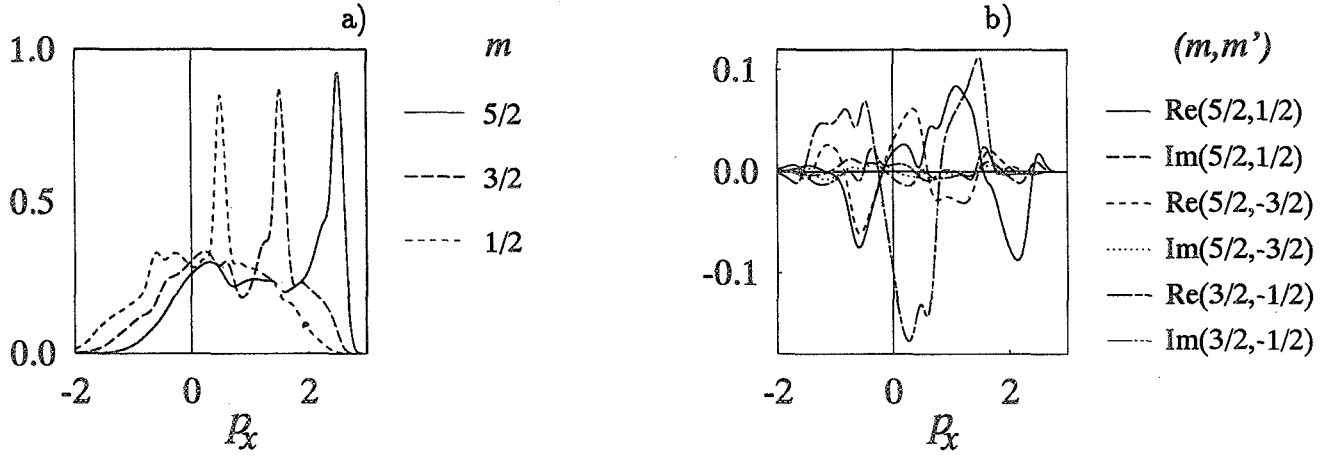 a)
1.0
0.5
0.0
-2
0
2
p_x
m
5/2
3/2
1/2
b)
0.1
0.0
-0.1
-2
0
2
p_x
(m,m')
Re(5/2,1/2)
Im(5/2,1/2)
Re(5/2,-3/2)
Im(5/2,-3/2)
Re(3/2,-1/2)
Im(3/2,-1/2)